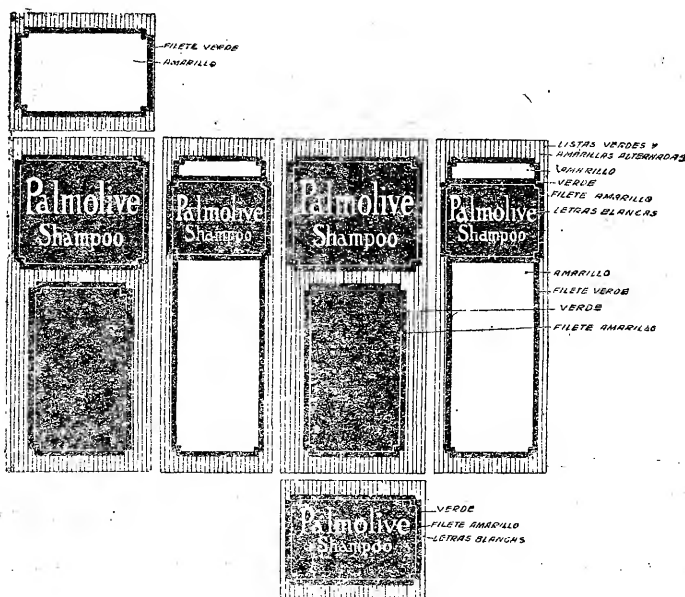 FILETE VERDE
AMARILLO
LISTAS VERDES Y
AMARILLAS ALTERNADAS
AMARILLO
VERDE
FILETE AMARILLO
LETRAS BLANCAS
Palmolive
Shampoo
Palmolive
Shampoo
Palmolive
Shampoo
Palmolive
Shampoo
AMARILLO
FILETE VERDE
VERDE
FILETE AMARILLO
Palmolive
Shampoo
VERDE
FILETE AMARILLO
LETRAS BLANCAS